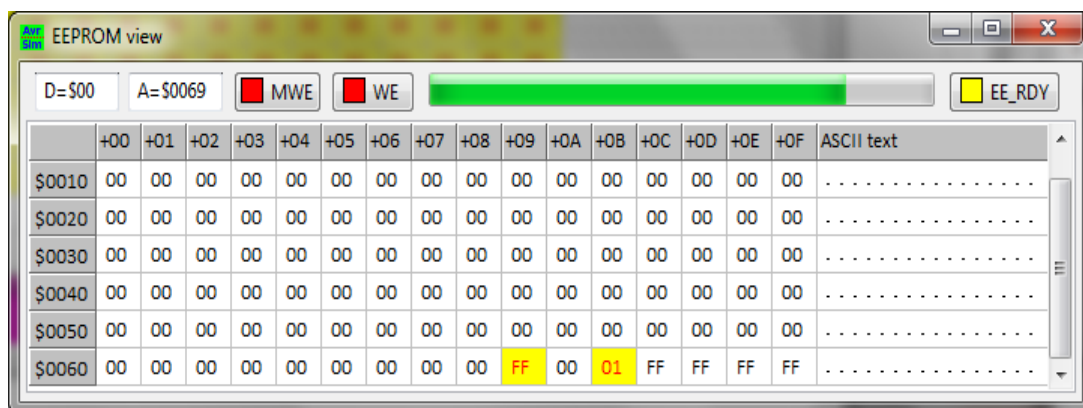 Avr Sim EEPROM view
D=$00 A=$0069 MWE WE EE_RDY
+00 +01 +02 +03 +04 +05 +06 +07 +08 +09 +0A +0B +0C +0D +0E +0F ASCII text
$0010 00 00 00 00 00 00 00 00 00 00 00 00 00 00 00 00 . . . . . . . . . . . . . . . .
$0020 00 00 00 00 00 00 00 00 00 00 00 00 00 00 00 00 . . . . . . . . . . . . . . . .
$0030 00 00 00 00 00 00 00 00 00 00 00 00 00 00 00 00 . . . . . . . . . . . . . . . .
$0040 00 00 00 00 00 00 00 00 00 00 00 00 00 00 00 00 . . . . . . . . . . . . . . . .
$0050 00 00 00 00 00 00 00 00 00 00 00 00 00 00 00 00 . . . . . . . . . . . . . . . .
$0060 00 00 00 00 00 00 00 00 00 FF 00 01 FF FF FF FF . . . . . . . . . . . . . . . .